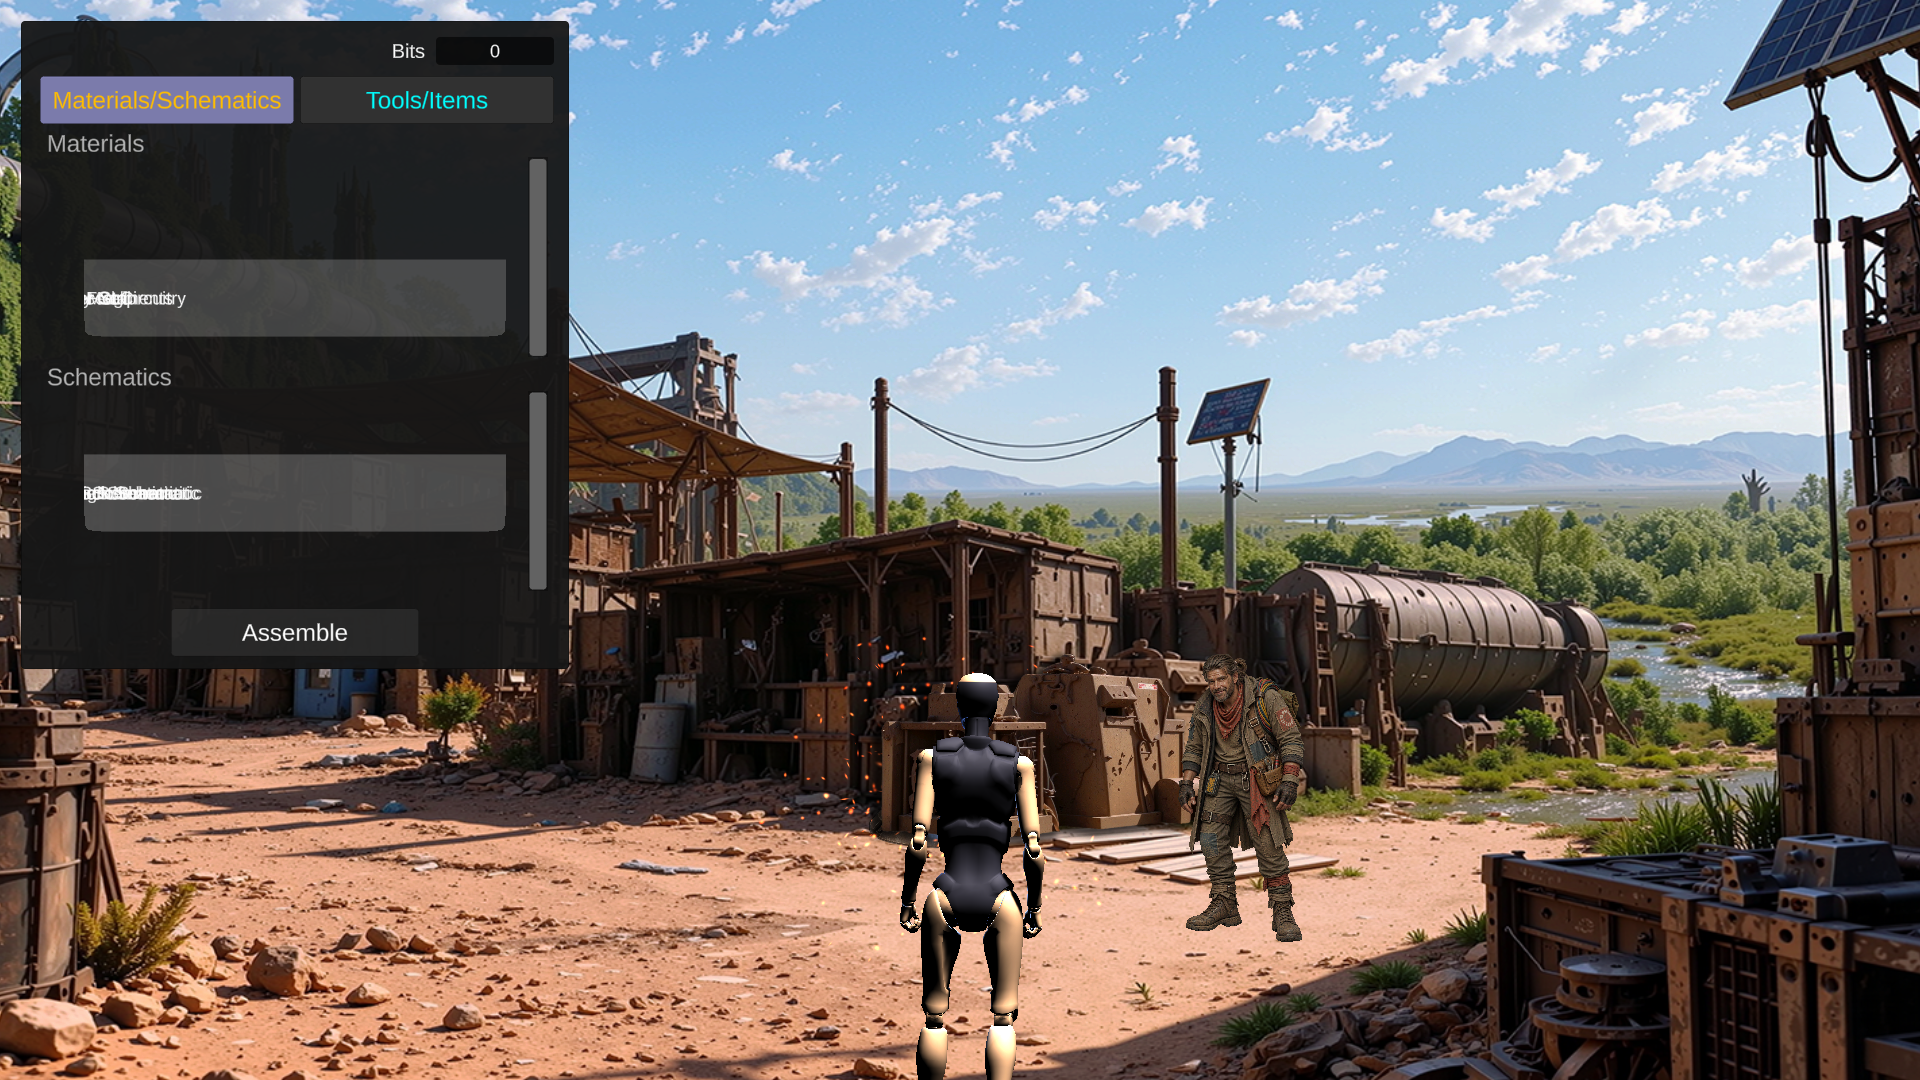 Bits 0
Materials/Schematics Tools/Items
Materials
Schematics
Assemble